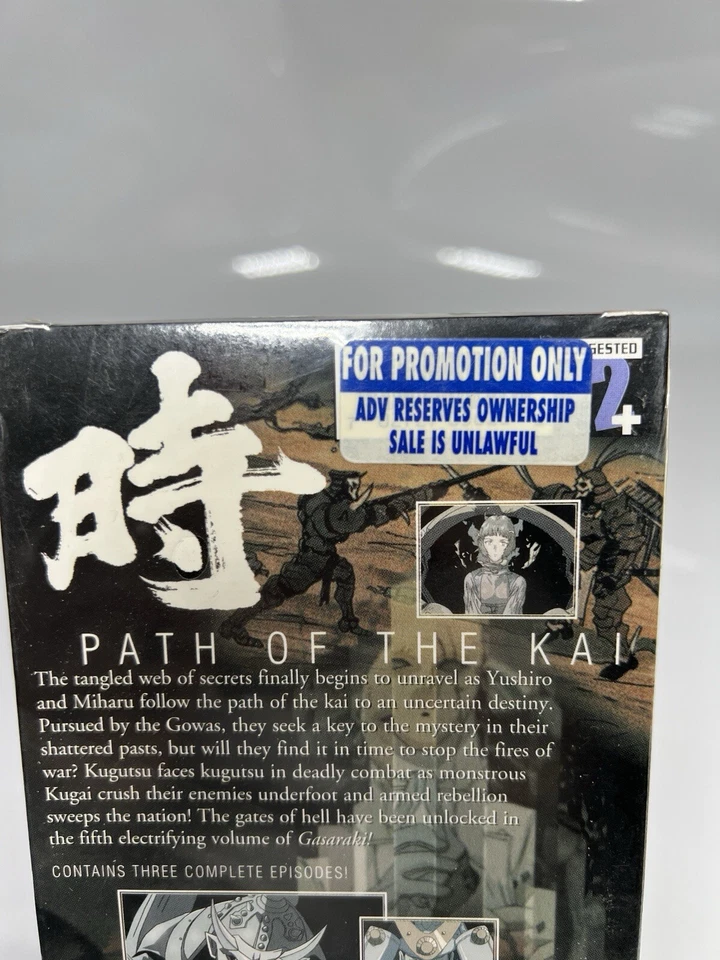 GESTED
FOR PROMOTION ONLY
2+
ADV RESERVES OWNERSHIP
SALE IS UNLAWFUL
時
PATH OF THE KAI
The tangled web of secrets finally begins to unravel as Yushiro
and Miharu follow the path of the kai to an uncertain destiny.
Pursued by the Gowas, they seek a key to the mystery in their
shattered pasts, but will they find it in time to stop the fires of
war? Kugutsu faces kugutsu in deadly combat as monstrous
Kugai crush their enemies underfoot and armed rebellion
sweeps the nation! The gates of hell have been unlocked in
the fifth electrifying volume of Gasaraki!
CONTAINS THREE COMPLETE EPISODES!